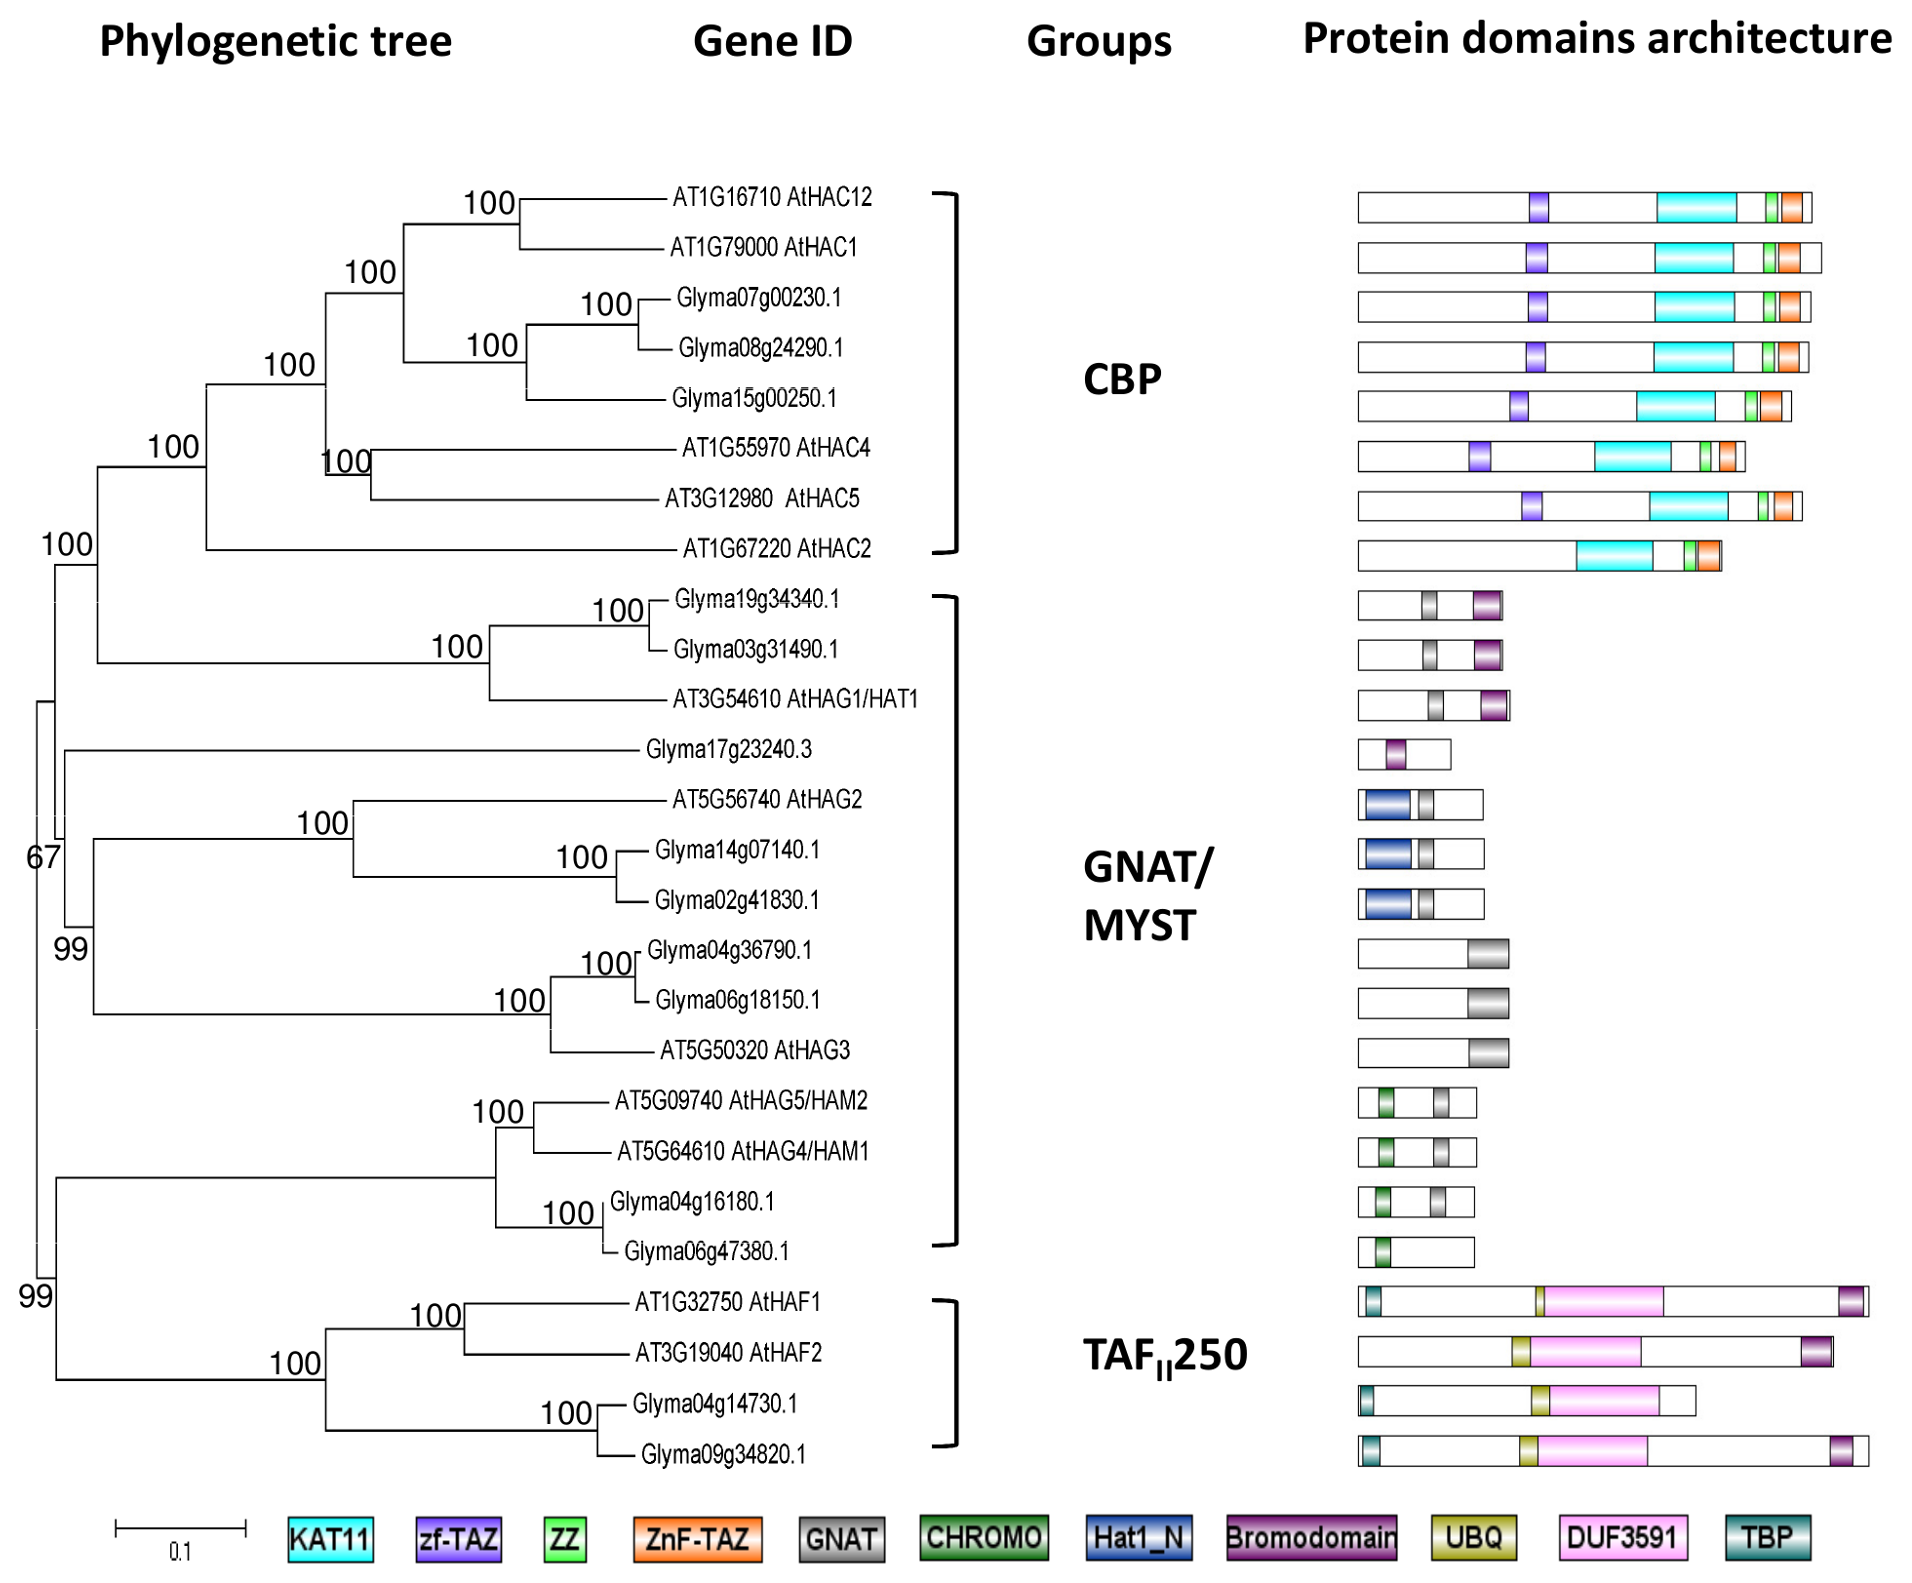 Phylogenetic tree Gene ID Groups Protein domains architecture
100 AT1G16710 AtHAC12
AT1G79000 AtHAC1
100
100 Glyma07g00230.1
100 Glyma08g24290.1
100
Glyma15g00250.1
CBP
100 AT1G55970 AtHAC4
100
AT3G12980 AtHAC5
100 AT1G67220 AtHAC2
100 Glyma19g34340.1
100 Glyma03g31490.1
AT3G54610 AtHAG1/HAT1
Glyma17g23240.3
AT5G56740 AtHAG2
100
67 100 Glyma14g07140.1
GNAT/
MYST
Glyma02g41830.1
99
100 Glyma04g36790.1
100 Glyma06g18150.1
AT5G50320 AtHAG3
100 AT5G09740 AtHAG5/HAM2
AT5G64610 AtHAG4/HAM1
100 Glyma04g16180.1
Glyma06g47380.1
99
100 AT1G32750 AtHAF1
100 AT3G19040 AtHAF2
TAFII250
100 Glyma04g14730.1
Glyma09g34820.1
0.1
KAT11 zf-TAZ ZZ ZnF-TAZ GNAT CHROMO Hat1_N Bromodomain UBQ DUF3591 TBP